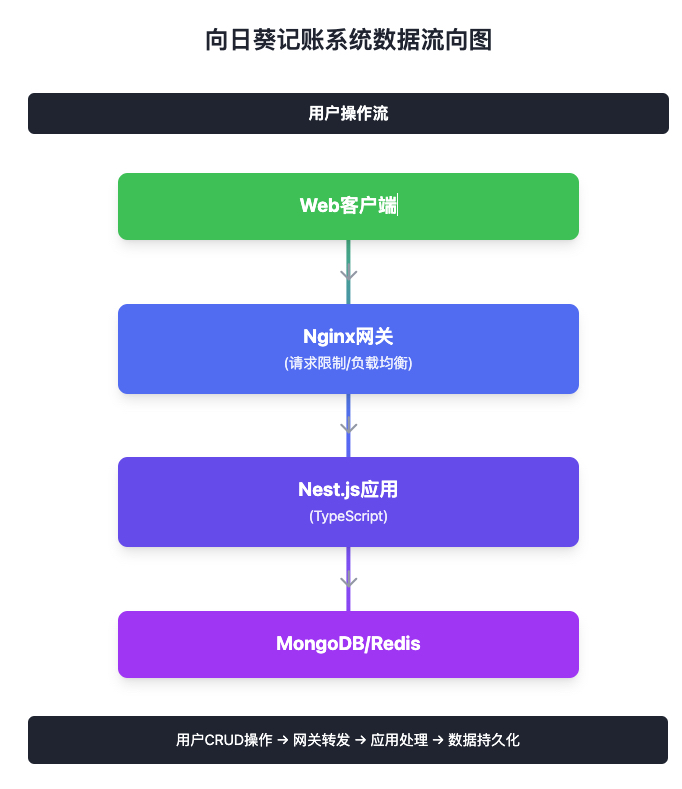 向日葵记账系统数据流向图
用户操作流
Web客户端
Nginx网关
(请求限制/负载均衡)
Nest.js应用
(TypeScript)
MongoDB/Redis
用户CRUD操作 → 网关转发 → 应用处理 → 数据持久化